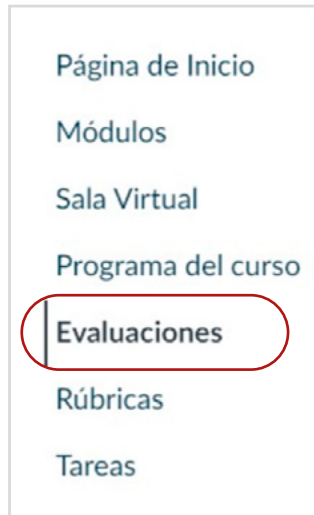 Página de Inicio
Módulos
Sala Virtual
Programa del curso
Evaluaciones
Rúbricas
Tareas